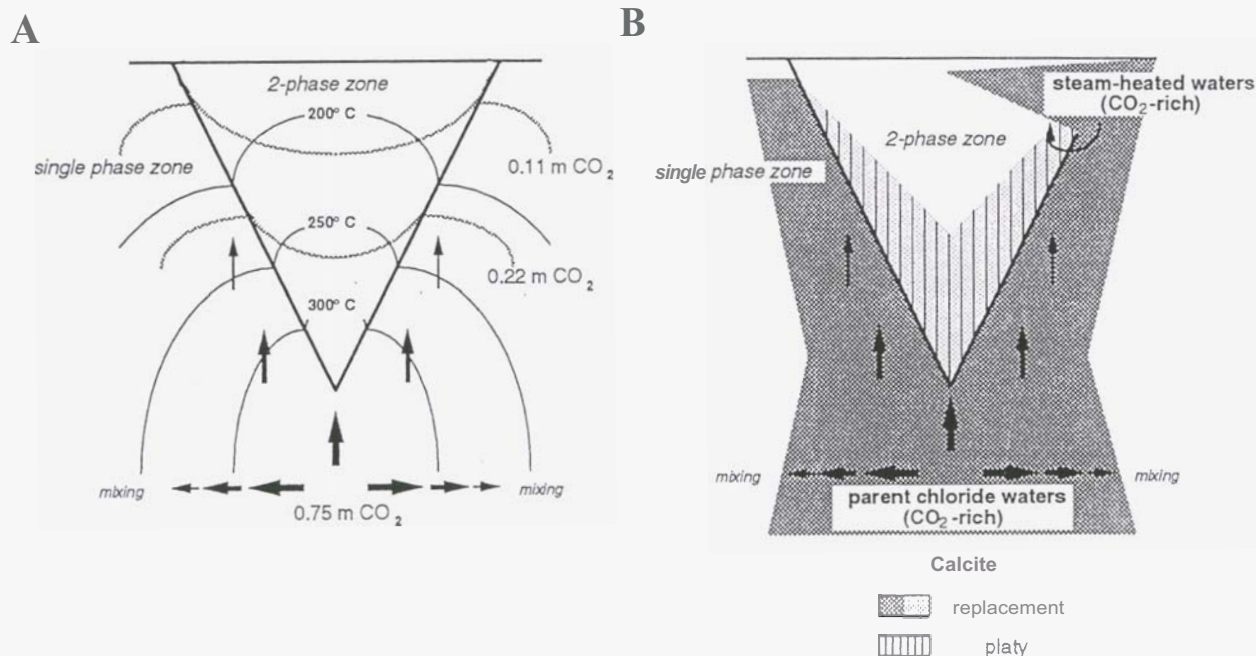 A
2-phase zone
200° C
single phase zone
0.11 m CO2
250° C
0.22 m CO2
300° C
mixing
mixing
0.75 m CO2
B
steam-heated waters
(CO2-rich)
2-phase zone
single phase zone
mixing
mixing
parent chloride waters
(CO2-rich)
Calcite
replacement
platy